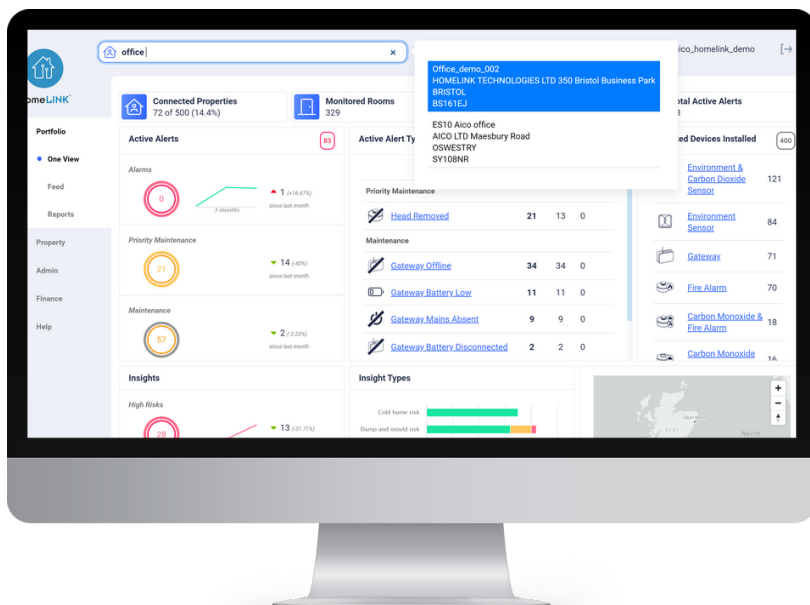 office
×
Office_demo_002
HOMELINK TECHNOLOGIES LTD 350 Bristol Business Park
BRISTOL
BS161EJ
ES10 Aico office
AICO LTD Maesbury Road
OSWESTRY
SY108NR
ico_homelink_demo
omeLINK
Portfolio
One View
Feed
Reports
Property
Admin
Finance
Help
Connected Properties
72 of 500 (14.4%)
Monitored Rooms
329
tal Active Alerts
Active Alerts
83
Alarms
0
3 months
1 (+16.67%)
since last month
Priority Maintenance
21
14 (-40%)
since last month
Maintenance
57
2 (-3.23%)
since last month
Active Alert Ty
Priority Maintenance
Head Removed 21 13 0
Maintenance
Gateway Offline 34 34 0
Gateway Battery Low 11 11 0
Gateway Mains Absent 9 9 0
Gateway Battery Disconnected 2 2 0
ed Devices Installed
480
Environment &
Carbon Dioxide
Sensor
121
Environment
Sensor
84
Gateway 71
Fire Alarm 70
Carbon Monoxide &
Fire Alarm
18
Carbon Monoxide
16
Insights
High Risks
28
13 (-31.71%)
Insight Types
Cold home risk
Damp and mould risk
+
−
Aberdeen
North